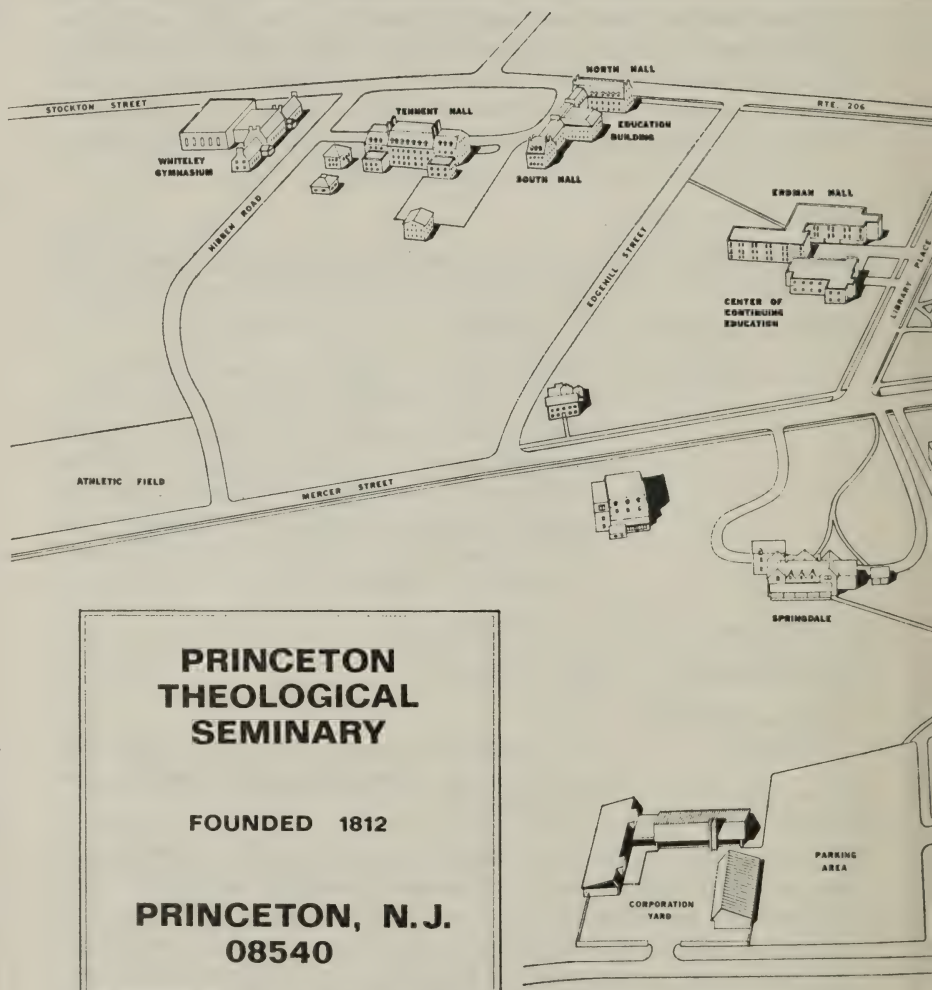 NORTH HALL
STOCKTON STREET
TENNENT HALL
RTE. 206
EDUCATION
BUILDING
WHITELEY
GYMNASIUM
SOUTH HALL
ERDMAN HALL
HIBBEN ROAD
EDGEHILL STREET
LIBRARY PLACE
CENTER OF
CONTINUING
EDUCATION
ATHLETIC FIELD
MERCER STREET
SPRINGDALE
PRINCETON
THEOLOGICAL
SEMINARY
FOUNDED 1812
PRINCETON, N.J.
08540
PARKING
AREA
CORPORATION
YARD